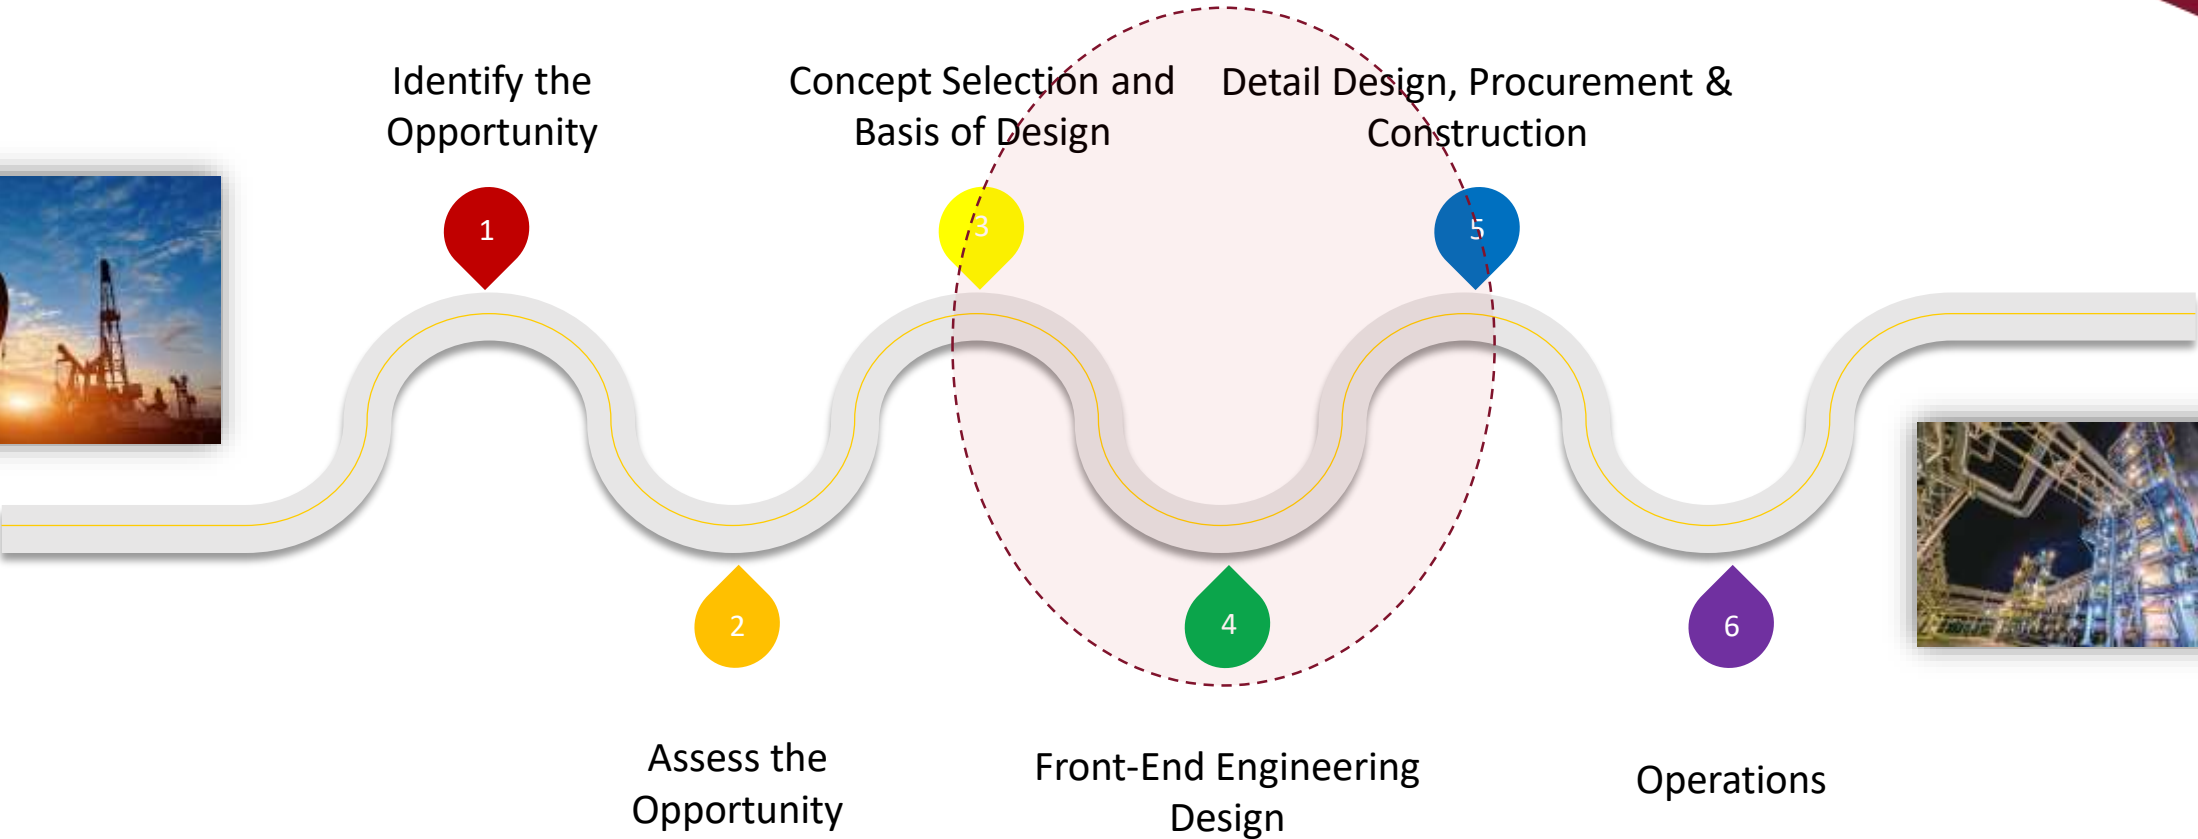 Identify the
Opportunity
1
Assess the
Opportunity
2
Concept Selection and
Basis of Design
3
Front-End Engineering
Design
4
Detail Design, Procurement &
Construction
5
Operations
6